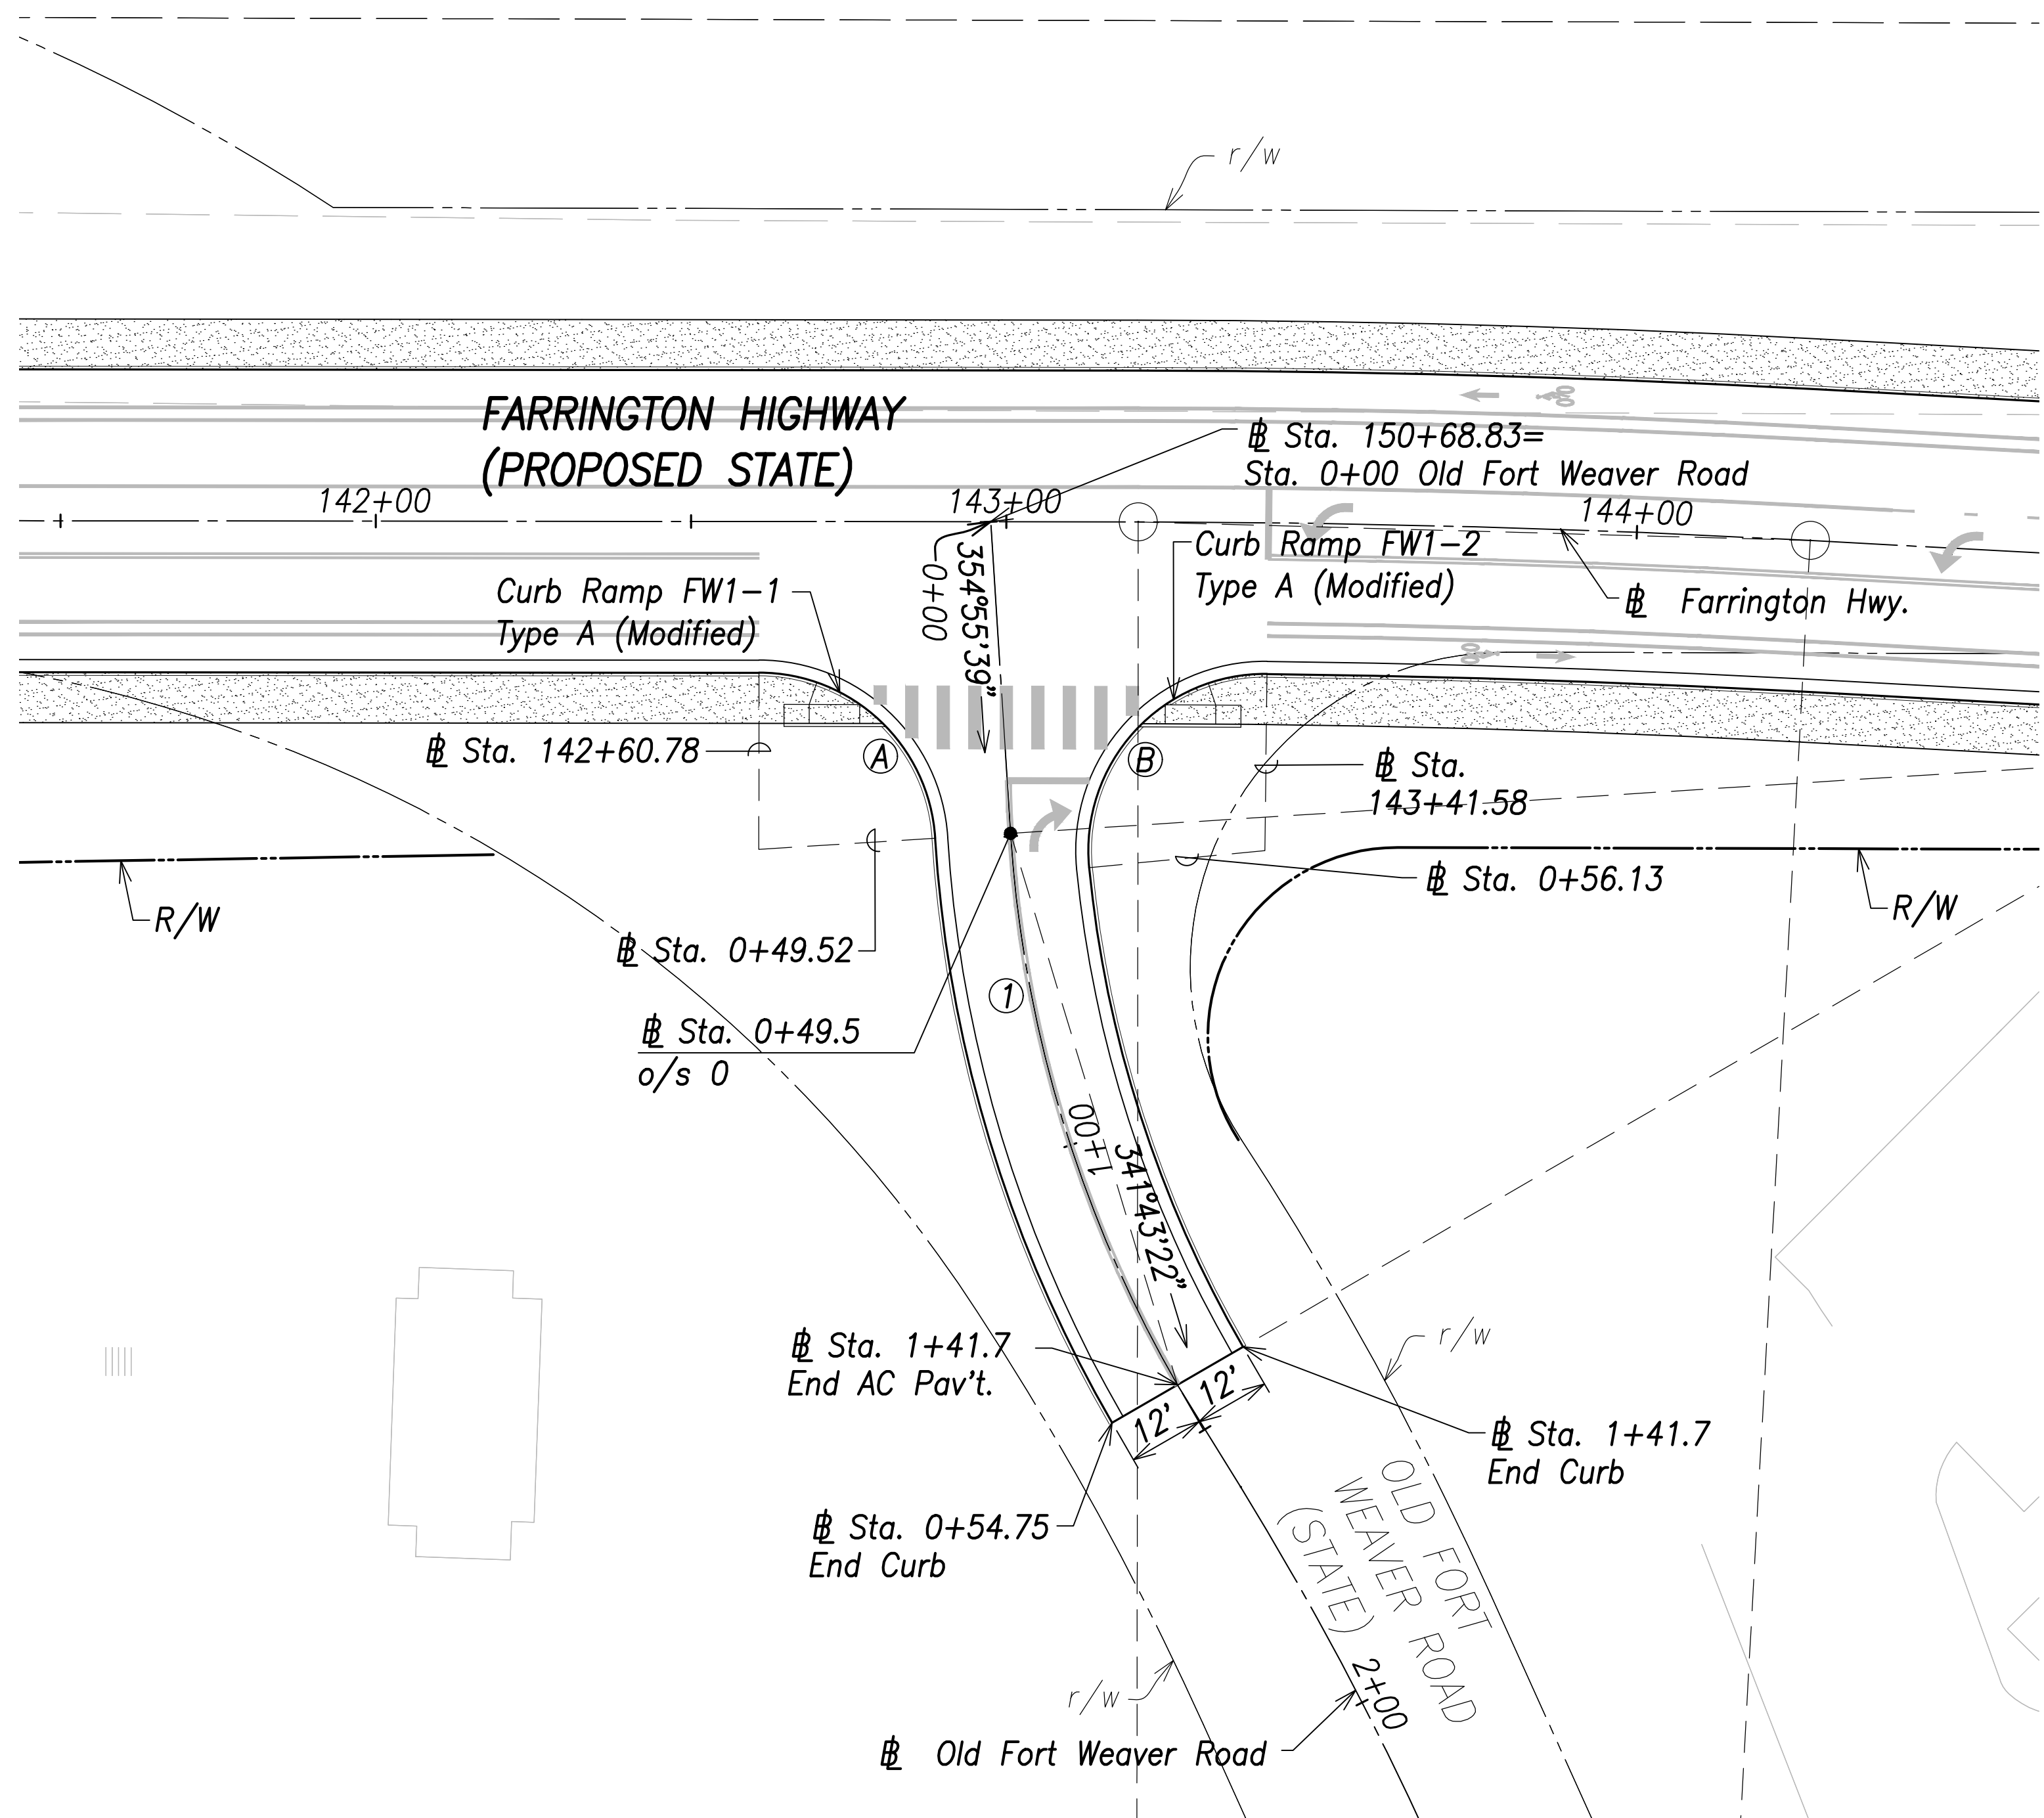 r/w
FARRINGTON HIGHWAY
(PROPOSED STATE)
℄ Sta. 150+68.83=
Sta. 0+00 Old Fort Weaver Road
142+00
143+00
144+00
Curb Ramp FW1-1
Type A (Modified)
0+00
354°55'39"
Curb Ramp FW1-2
Type A (Modified)
℄ Farrington Hwy.
℄ Sta. 142+60.78
A
B
℄ Sta.
143+41.58
℄ Sta. 0+56.13
R/W
R/W
℄ Sta. 0+49.52
1
℄ Sta. 0+49.5
o/s 0
1+00
341°43'22"
℄ Sta. 1+41.7
End AC Pav't.
12'
12'
r/w
℄ Sta. 1+41.7
End Curb
℄ Sta. 0+54.75
End Curb
OLD FORT
WEAVER ROAD
(STATE)
2+00
r/w
℄ Old Fort Weaver Road